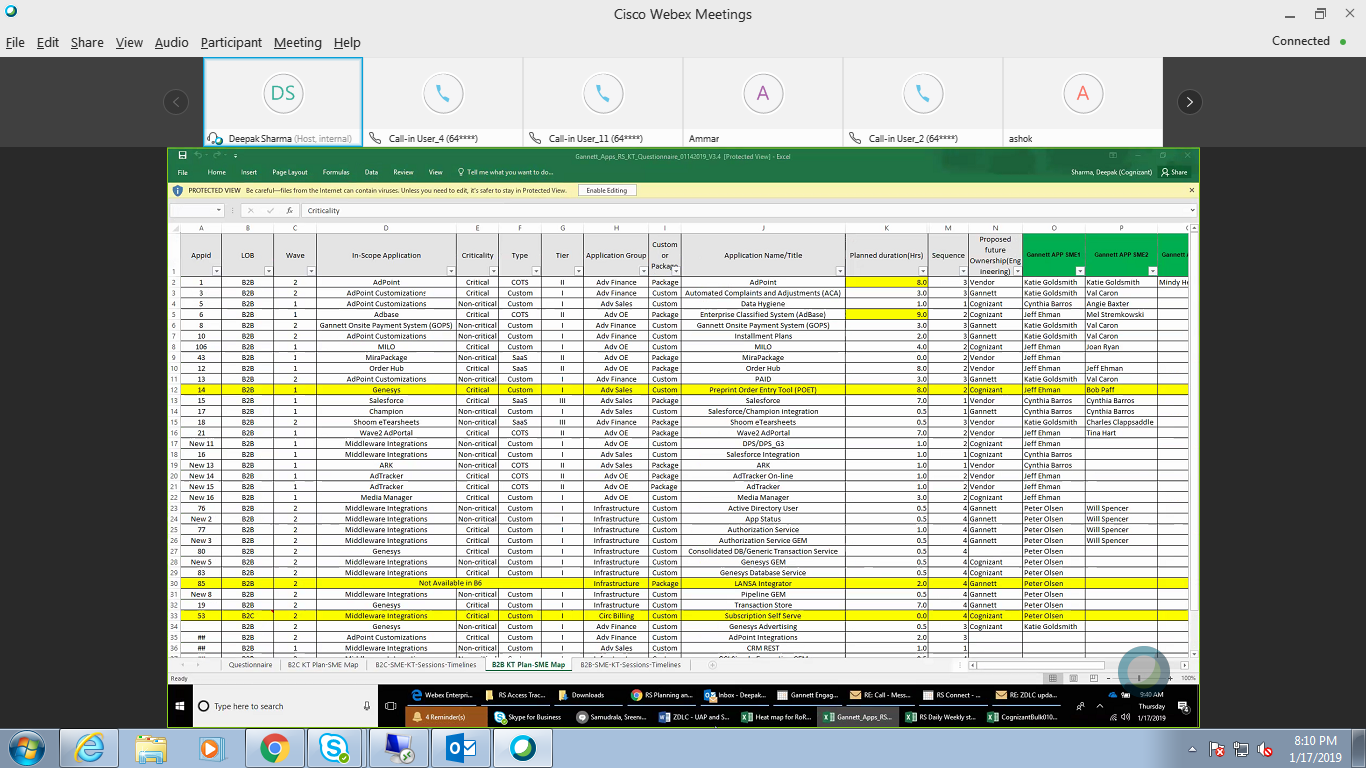 Cisco Webex Meetings
File Edit Share View Audio Participant Meeting Help
Connected
DS
A
A
Deepak Sharma (Host, internal)
Call-in User_4 (64****)
Call-in User_11 (64****)
Ammar
Call-in User_2 (64****)
ashok
Gannett_Apps_RS_KT_Questionnaire_01142019_V3.4 [Protected View] - Excel
File Home Insert Page Layout Formulas Data Review View Tell me what you want to do...
Sharma, Deepak (Cognizant) Share
PROTECTED VIEW Be careful—files from the Internet can contain viruses. Unless you need to edit, it's safer to stay in Protected View. Enable Editing
fx Criticality
A B C D E F G H I J K M N O P
1 Appid LOB Wave In-Scope Application Criticality Type Tier Application Group Custom or Package Application Name/Title Planned duration(Hrs) Sequence Proposed future Ownership(Engineering) Gannett APP SME1 Gannett APP SME2
2 1 B2B 2 AdPoint Critical COTS II Adv Finance Package AdPoint 8.0 3 Vendor Katie Goldsmith Katie Goldsmith Mindy He
3 3 B2B 2 AdPoint Customizations Critical Custom I Adv Finance Custom Automated Complaints and Adjustments (ACA) 3.0 3 Gannett Katie Goldsmith Val Caron
4 5 B2B 1 AdPoint Customizations Non-critical Custom I Adv Sales Custom Data Hygiene 1.0 1 Cognizant Cynthia Barros Angie Baxter
5 6 B2B 1 Adbase Critical COTS II Adv OE Package Enterprise Classified System (AdBase) 9.0 2 Cognizant Jeff Ehman Mel Stremkowski
6 8 B2B 2 Gannett Onsite Payment System (GOPS) Non-critical Custom I Adv Finance Custom Gannett Onsite Payment System (GOPS) 3.0 3 Gannett Katie Goldsmith Val Caron
7 10 B2B 2 AdPoint Customizations Non-critical Custom I Adv Finance Custom Installment Plans 2.0 3 Gannett Katie Goldsmith Val Caron
8 106 B2B 1 MILO Critical Custom I Adv OE Custom MILO 4.0 2 Cognizant Jeff Ehman Joan Ryan
9 43 B2B 1 MiraPackage Non-critical SaaS II Adv OE Package MiraPackage 0.0 2 Vendor Jeff Ehman
10 12 B2B 1 Order Hub Critical SaaS II Adv OE Package Order Hub 8.0 2 Vendor Jeff Ehman Jeff Ehman
11 13 B2B 2 AdPoint Customizations Non-critical Custom I Adv Finance Custom PAID 3.0 3 Gannett Katie Goldsmith Val Caron
12 14 B2B 1 Genesys Non-critical Custom I Adv Sales Custom Preprint Order Entry Tool (POET) 8.0 2 Cognizant Jeff Ehman Bob Paff
13 15 B2B 1 Salesforce Critical SaaS III Adv Sales Package Salesforce 7.0 1 Vendor Cynthia Barros Cynthia Barros
14 17 B2B 1 Champion Non-critical Custom I Adv Sales Custom Salesforce/Champion Integration 0.5 1 Gannett Cynthia Barros Cynthia Barros
15 18 B2B 2 Shoom eTearsheets Non-critical SaaS III Adv Finance Package Shoom eTearsheets 0.5 3 Vendor Katie Goldsmith Charles Clappsaddle
16 21 B2B 1 Wave2 AdPortal Critical COTS II Adv OE Package Wave2 AdPortal 7.0 2 Vendor Jeff Ehman Tina Hart
17 New 11 B2B 1 Middleware Integrations Critical Custom I Adv OE Custom DPS/DPS_G3 1.0 2 Cognizant Jeff Ehman
18 16 B2B 1 Middleware Integrations Non-critical Custom I Adv Sales Custom Salesforce Integration 1.0 1 Gannett Cynthia Barros
19 New 13 B2B 1 ARK Non-critical COTS II Adv Sales Package ARK 1.0 1 Vendor Cynthia Barros
20 New 14 B2B 1 AdTracker Critical COTS II Adv OE Package AdTracker On-line 1.0 2 Vendor Jeff Ehman
21 New 15 B2B 1 AdTracker Critical COTS II Adv OE Package AdTracker 1.0 2 Vendor Jeff Ehman
22 New 16 B2B 1 Media Manager Critical Custom I Adv OE Custom Media Manager 3.0 2 Cognizant Jeff Ehman
23 76 B2B 2 Middleware Integrations Non-critical Custom I Infrastructure Custom Active Directory User 0.5 4 Gannett Peter Olsen Will Spencer
24 New 2 B2B 2 Middleware Integrations Non-critical Custom I Infrastructure Custom App Status 0.5 4 Gannett Peter Olsen Will Spencer
25 77 B2B 2 Middleware Integrations Critical Custom I Infrastructure Custom Authorization Service 1.0 4 Gannett Peter Olsen Will Spencer
26 New 3 B2B 2 Middleware Integrations Critical Custom I Infrastructure Custom Authorization Service GEM 0.5 4 Gannett Peter Olsen Will Spencer
27 80 B2B 2 Genesys Critical Custom I Infrastructure Custom Consolidated DB/Generic Transaction Service 0.5 4 Peter Olsen
28 New 5 B2B 2 Middleware Integrations Non-critical Custom I Infrastructure Custom Genesys GEM 0.5 4 Cognizant Peter Olsen
29 83 B2B 2 Middleware Integrations Critical Custom I Infrastructure Custom Genesys Database Service 0.5 4 Cognizant Peter Olsen
30 85 B2B 2 Not Available in B6 Infrastructure Package LANSA Integrator 2.0 4 Gannett Peter Olsen
31 New 8 B2B 2 Middleware Integrations Non-critical Custom I Infrastructure Custom Pipeline GEM 0.5 4 Gannett Peter Olsen
32 19 B2B 2 Genesys Critical Custom I Infrastructure Custom Transaction Store 7.0 4 Gannett Peter Olsen
33 53 B2C 2 Middleware Integrations Critical Custom I Circ Billing Custom Subscription Self Serve 0.0 4 Cognizant Peter Olsen
34 B2B 2 Genesys Non-critical Custom I Adv Finance Custom Genesys Advertising 0.5 3 Cognizant Katie Goldsmith
35 ## B2B 2 AdPoint Customizations Critical Custom I Adv Finance Custom AdPoint Integrations 2.0 3
36 ## B2B 2 Middleware Integrations Non-critical Custom I Adv Sales Custom CRM REST 1.0 1
Questionnaire B2C KT Plan-SME Map B2C-SME-KT-Sessions-Timelines B2B KT Plan-SME Map B2B-SME-KT-Sessions-Timelines
Ready 100%
Webex Enterpri... RS Access Trac... Downloads RS Planning an... Inbox - Deepak... Gannett Engag... RE: Call - Mess... RS Connect - ... RE: ZDLC upda... 9:40 AM
Type here to search Thursday
4 Reminder(s) Skype for Business Samudrala, Sreeni... ZDLC - UAP and S... Heat map for RoR... Gannett_Apps_RS... RS Daily Weekly st... CognizantBulk010... 1/17/2019
8:10 PM
1/17/2019